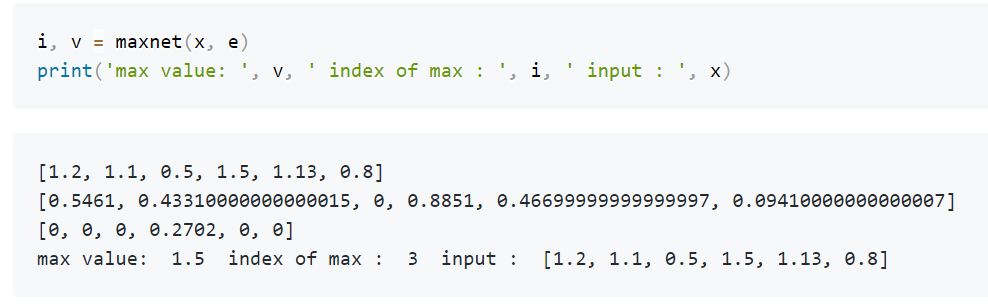 i, v = maxnet(x, e)
print('max value: ', v, ' index of max : ', i, ' input : ', x)
[1.2, 1.1, 0.5, 1.5, 1.13, 0.8]
[0.5461, 0.43310000000000015, 0, 0.8851, 0.46699999999999997, 0.09410000000000007]
[0, 0, 0, 0.2702, 0, 0]
max value:  1.5  index of max :  3  input :  [1.2, 1.1, 0.5, 1.5, 1.13, 0.8]